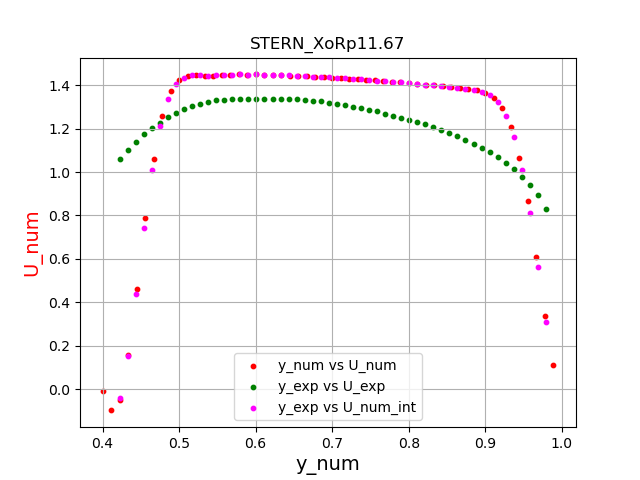 STERN_XoRp11.67
U_num
1.4
1.2
1.0
0.8
0.6
0.4
0.2
0.0
y_num vs U_num
y_exp vs U_exp
y_exp vs U_num_int
0.4 0.5 0.6 0.7 0.8 0.9 1.0
y_num